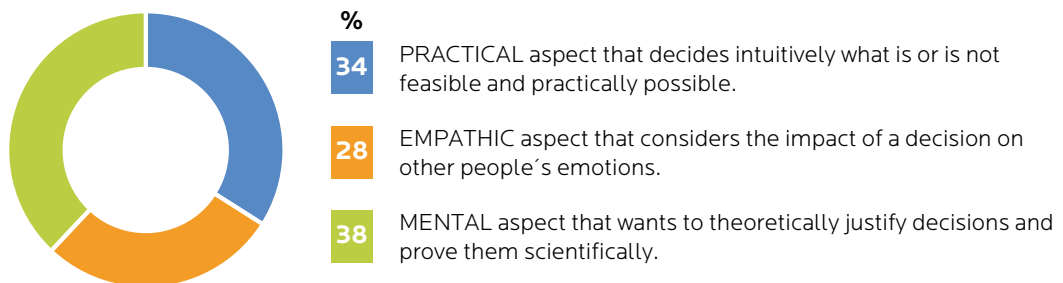 %
34
PRACTICAL aspect that decides intuitively what is or is not
feasible and practically possible.
28
EMPATHIC aspect that considers the impact of a decision on
other people´s emotions.
38
MENTAL aspect that wants to theoretically justify decisions and
prove them scientifically.